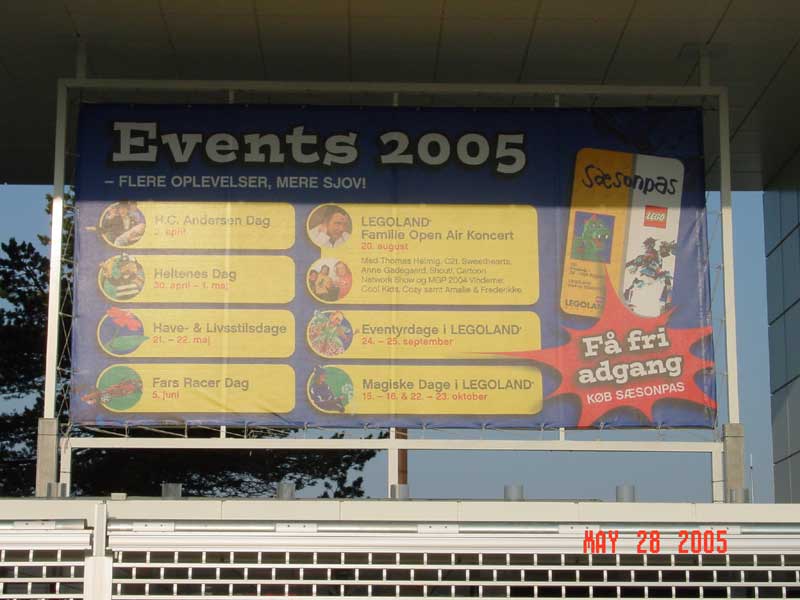 Events 2005
– FLERE OPLEVELSER, MERE SJOV!
H.C. Andersen Dag
2. april
Heltenes Dag
30. april – 1. maj
Have- & Livsstilsdage
21. – 22. maj
Fars Racer Dag
5. juni
LEGOLAND®
Familie Open Air Koncert
20. august
Med Thomas Helmig, C21, Sweethearts,
Anne Gadegaard, Shout!, Cartoon
Network Show og MGP 2004 Vinderne:
Cool Kids, Cozy samt Amalie & Frederikke.
Eventyrdage i LEGOLAND®
24. – 25. september
Magiske Dage i LEGOLAND®
15. – 16. & 22. – 23. oktober
Sæsonpas
LEGO
LEGOLAND
Få fri
adgang
KØB SÆSONPAS
MAY 28 2005